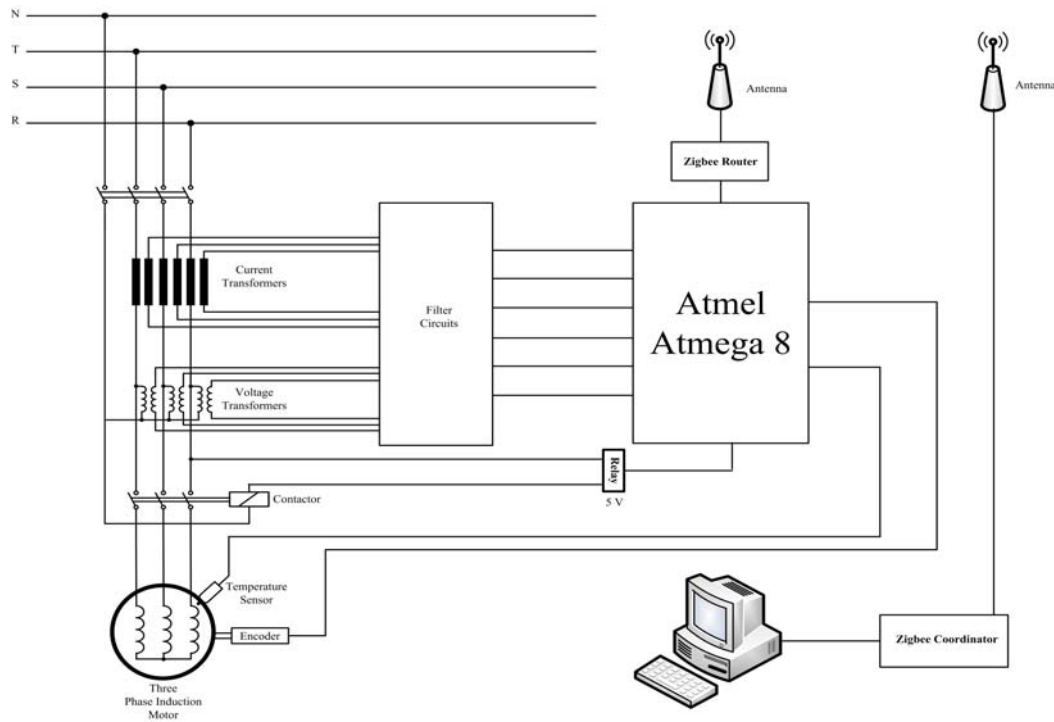 N
T
S
R
Antenna
Antenna
Zigbee Router
Current
Transformers
Filter
Circuits
Atmel
Atmega 8
Voltage
Transformers
Relay
5 V
Contactor
Temperature
Sensor
Encoder
Zigbee Coordinator
Three
Phase Induction
Motor